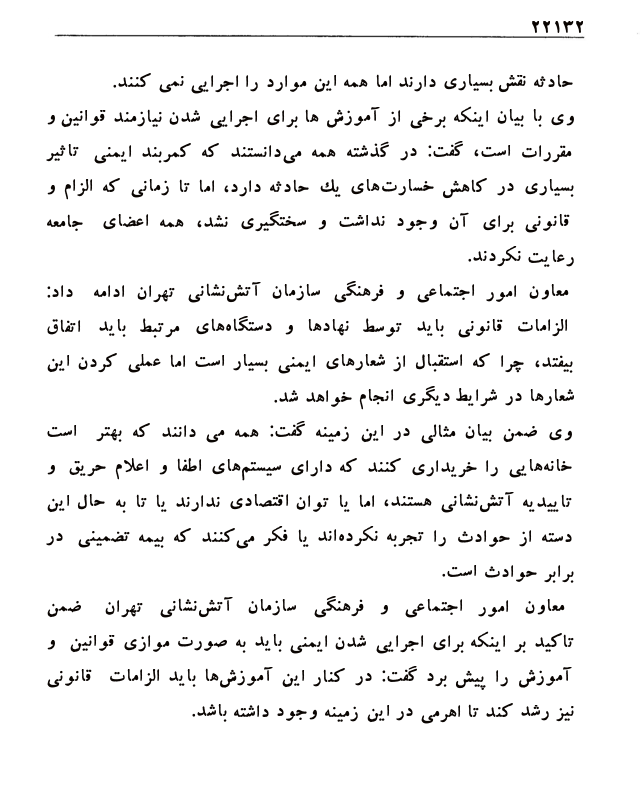 ۲۲۱۳۲
حادثه نقش بسیاری دارند اما همه این موارد را اجرایی نمی کنند.
وی با بیان اینکه برخی از آموزش ها برای اجرایی شدن نیازمند قوانین و
مقررات است، گفت: در گذشته همه می‌دانستند که کمربند ایمنی تاثیر
بسیاری در کاهش خسارت‌های یك حادثه دارد، اما تا زمانی که الزام و
قانونی برای آن وجود نداشت و سختگیری نشد، همه اعضای جامعه
رعایت نکردند.
معاون امور اجتماعی و فرهنگی سازمان آتش‌نشانی تهران ادامه داد:
الزامات قانونی باید توسط نهادها و دستگاه‌های مرتبط باید اتفاق
بیفتد، چرا که استقبال از شعارهای ایمنی بسیار است اما عملی کردن این
شعارها در شرایط دیگری انجام خواهد شد.
وی ضمن بیان مثالی در این زمینه گفت: همه می دانند که بهتر است
خانه‌هایی را خریداری کنند که دارای سیستم‌های اطفا و اعلام حریق و
تاییدیه آتش‌نشانی هستند، اما یا توان اقتصادی ندارند یا تا به حال این
دسته از حوادث را تجربه نکرده‌اند یا فکر می‌کنند که بیمه تضمینی در
برابر حوادث است.
معاون امور اجتماعی و فرهنگی سازمان آتش‌نشانی تهران ضمن
تاکید بر اینکه برای اجرایی شدن ایمنی باید به صورت موازی قوانین و
آموزش را پیش برد گفت: در کنار این آموزش‌ها باید الزامات قانونی
نیز رشد کند تا اهرمی در این زمینه وجود داشته باشد.